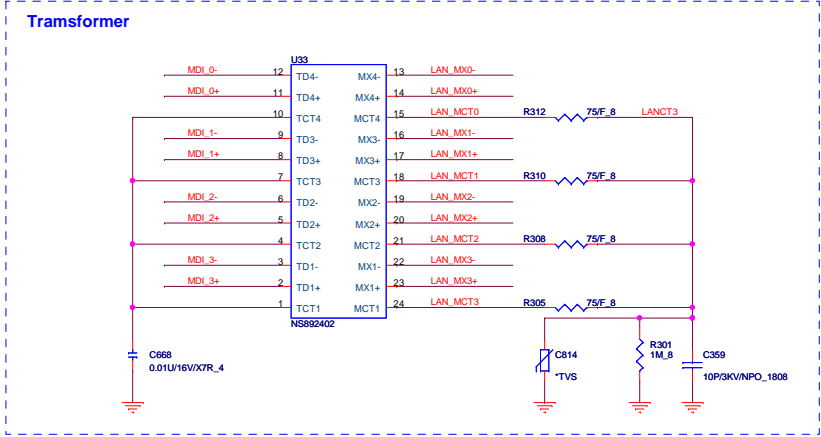 Tramsformer
U33
MDI_0- 12 TD4- MX4- 13 LAN_MX0-
MDI_0+ 11 TD4+ MX4+ 14 LAN_MX0+
10 TCT4 MCT4 15 LAN_MCT0 R312 75/F_8 LANCT3
MDI_1- 9 TD3- MX3- 16 LAN_MX1-
MDI_1+ 8 TD3+ MX3+ 17 LAN_MX1+
7 TCT3 MCT3 18 LAN_MCT1 R310 75/F_8
MDI_2- 6 TD2- MX2- 19 LAN_MX2-
MDI_2+ 5 TD2+ MX2+ 20 LAN_MX2+
4 TCT2 MCT2 21 LAN_MCT2 R308 75/F_8
MDI_3- 3 TD1- MX1- 22 LAN_MX3-
MDI_3+ 2 TD1+ MX1+ 23 LAN_MX3+
1 TCT1 MCT1 24 LAN_MCT3 R305 75/F_8
NS892402
C668
0.01U/16V/X7R_4
C814
*TVS
R301
1M_8
C359
10P/3KV/NPO_1808